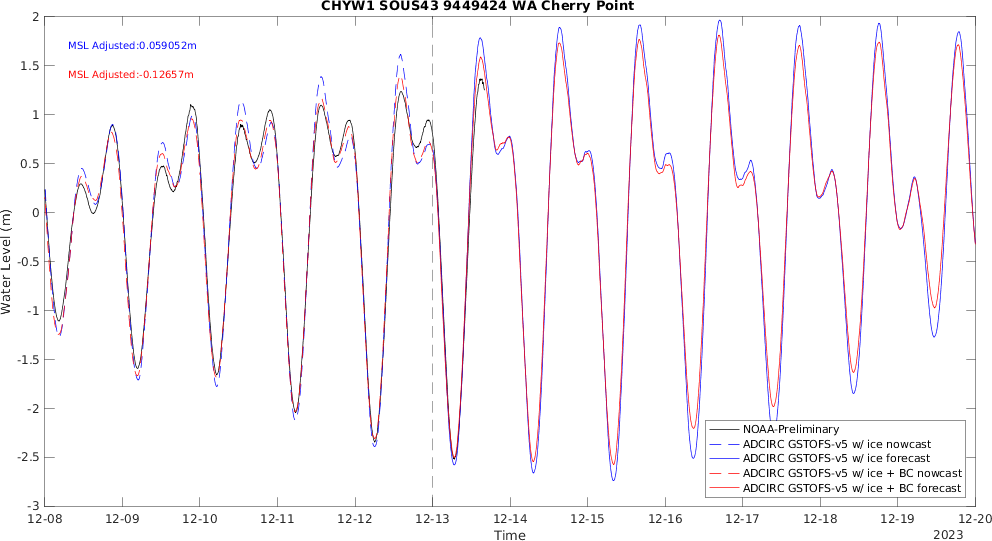 CHYW1 SOUS43 9449424 WA Cherry Point
MSL Adjusted:0.059052m
MSL Adjusted:-0.12657m
Water Level (m)
2
1.5
1
0.5
0
-0.5
-1
-1.5
-2
-2.5
-3
NOAA-Preliminary
ADCIRC GSTOFS-v5 w/ ice nowcast
ADCIRC GSTOFS-v5 w/ ice forecast
ADCIRC GSTOFS-v5 w/ ice + BC nowcast
ADCIRC GSTOFS-v5 w/ ice + BC forecast
12-08 12-09 12-10 12-11 12-12 12-13 12-14 12-15 12-16 12-17 12-18 12-19 12-20
Time
2023